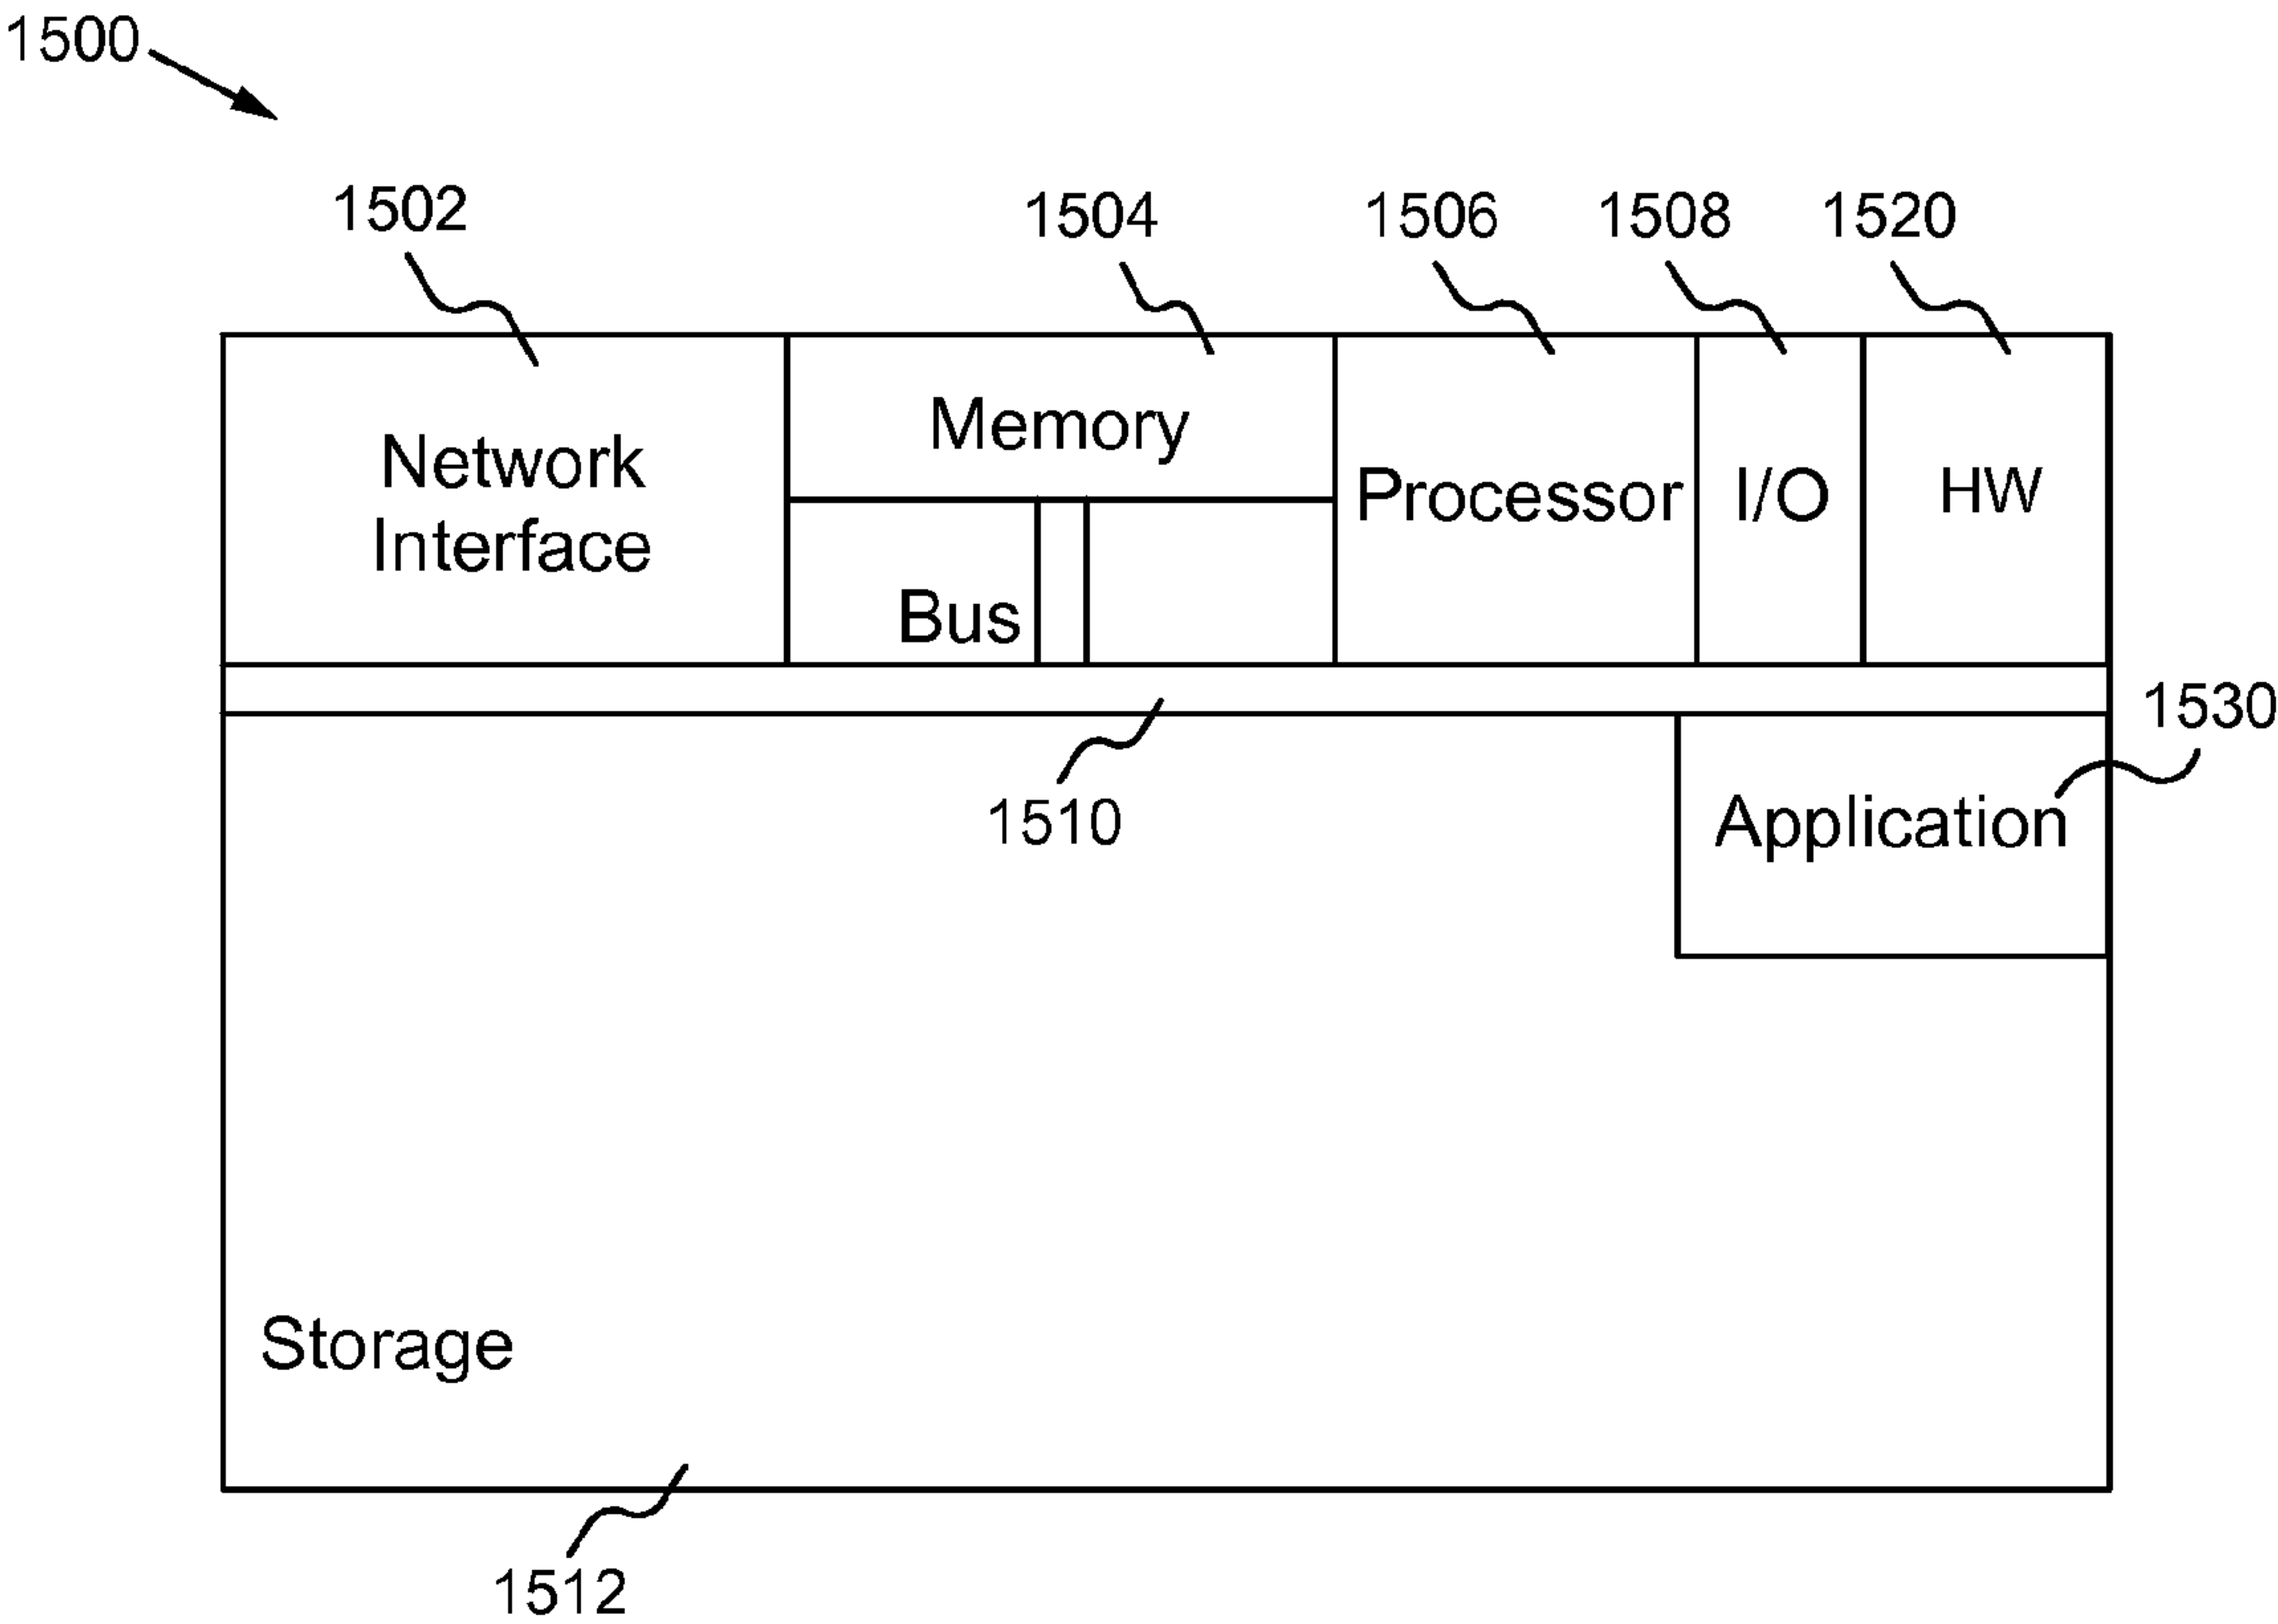 1500
1502
1504
1506
1508
1520
Network
Interface
Memory
Processor
I/O
HW
Bus
1530
1510
Application
Storage
1512